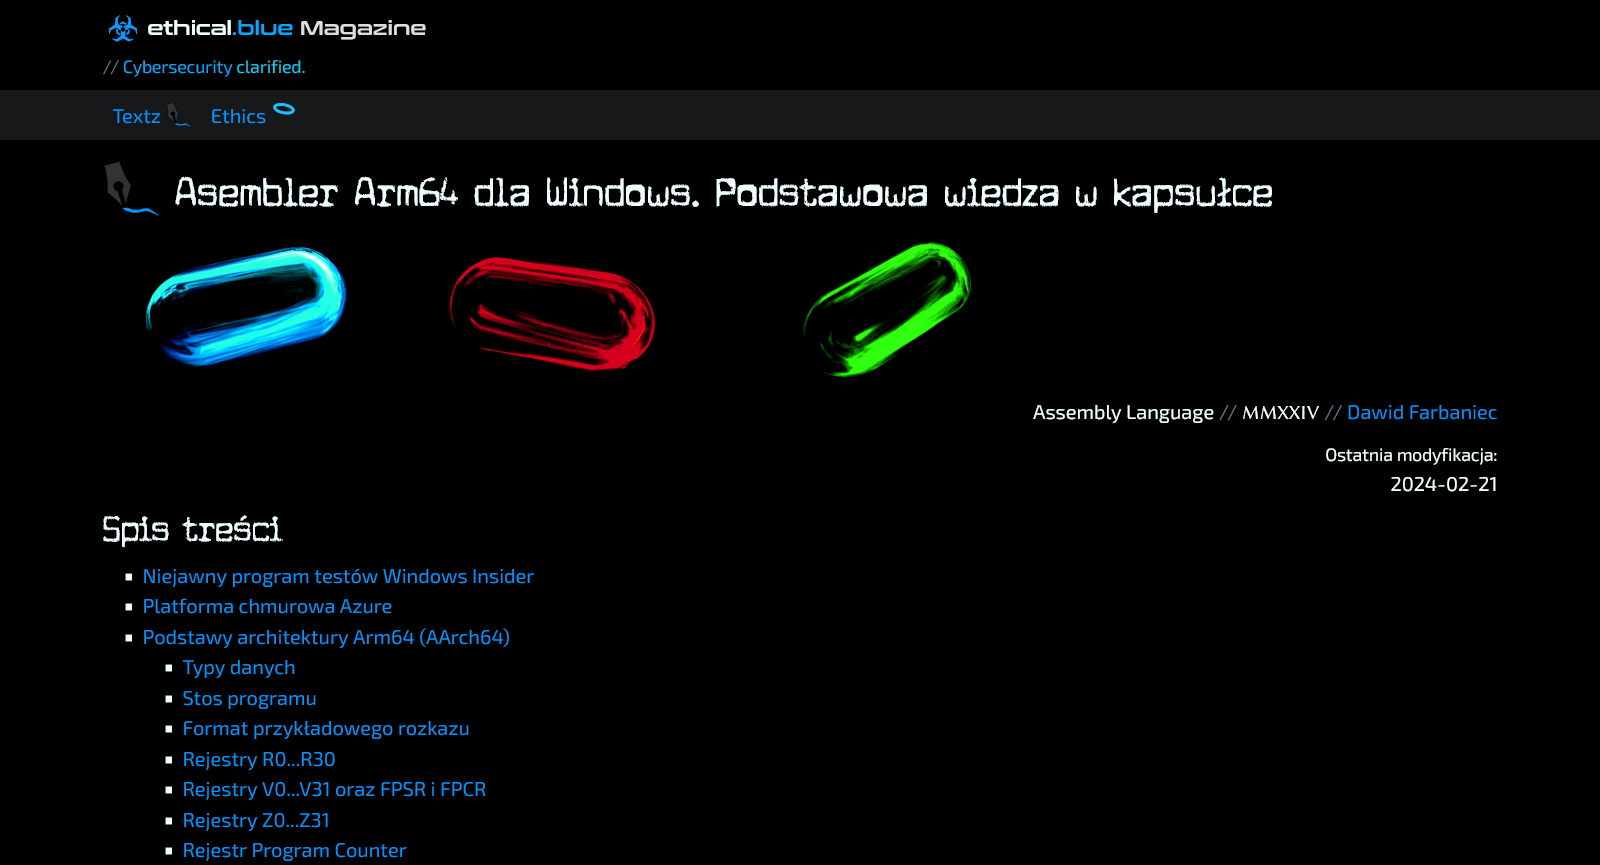 ethical.blue Magazine
// Cybersecurity clarified.
Textz Ethics
Asembler Arm64 dla Windows. Podstawowa wiedza w kapsułce
Assembly Language // MMXXIV // Dawid Farbaniec
Ostatnia modyfikacja:
2024-02-21
Spis treści
Niejawny program testów Windows Insider
Platforma chmurowa Azure
Podstawy architektury Arm64 (AArch64)
Typy danych
Stos programu
Format przykładowego rozkazu
Rejestry R0...R30
Rejestry V0...V31 oraz FPSR i FPCR
Rejestry Z0...Z31
Rejestr Program Counter